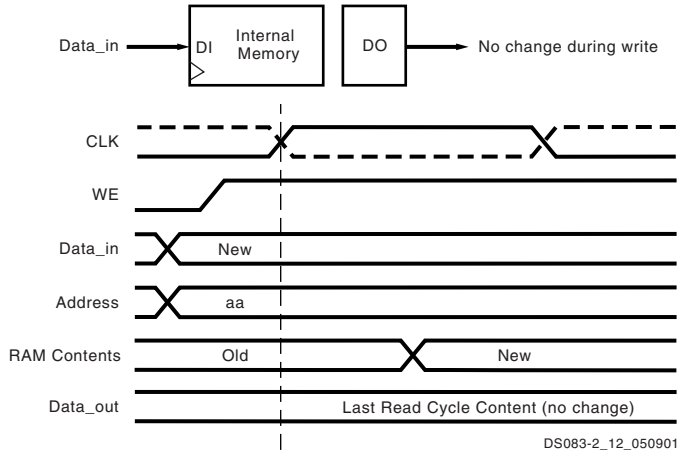 Data_in
DI
Internal
Memory
DO
No change during write
CLK
WE
Data_in
New
Address
aa
RAM Contents
Old
New
Data_out
Last Read Cycle Content (no change)
DS083-2_12_050901